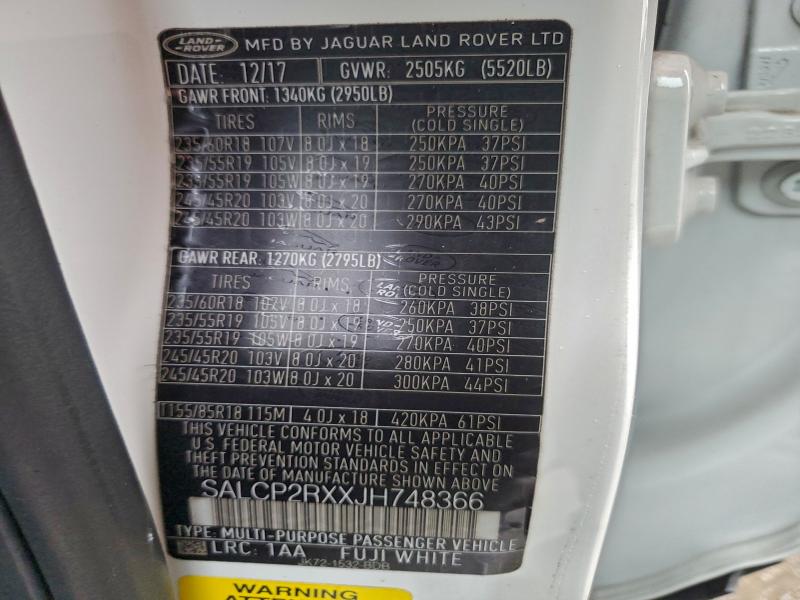 LAND-ROVER MFD BY JAGUAR LAND ROVER LTD
DATE: 12/17 GVWR: 2505KG (5520LB)
GAWR FRONT: 1340KG (2950LB)
TIRES RIMS PRESSURE (COLD SINGLE)
235/60R18 107V 8.0J x 18 250KPA 37PSI
235/55R19 105V 8.0J x 19 250KPA 37PSI
235/55R19 105W 8.0J x 19 270KPA 40PSI
245/45R20 103V 8.0J x 20 270KPA 40PSI
245/45R20 103W 8.0J x 20 290KPA 43PSI
GAWR REAR: 1270KG (2795LB)
TIRES RIMS PRESSURE (COLD SINGLE)
235/60R18 107V 8.0J x 18 260KPA 38PSI
235/55R19 105V 8.0J x 19 250KPA 37PSI
235/55R19 105W 8.0J x 19 270KPA 40PSI
245/45R20 103V 8.0J x 20 280KPA 41PSI
245/45R20 103W 8.0J x 20 300KPA 44PSI
T155/85R18 115M 4.0J x 18 420KPA 61PSI
THIS VEHICLE CONFORMS TO ALL APPLICABLE
U.S FEDERAL MOTOR VEHICLE SAFETY AND
THEFT PREVENTION STANDARDS IN EFFECT ON
THE DATE OF MANUFACTURE SHOWN ABOVE
SALCP2RXXJH748366
TYPE: MULTI-PURPOSE PASSENGER VEHICLE
LRC: 1AA FUJI WHITE
JK72-1532-BDB
WARNING